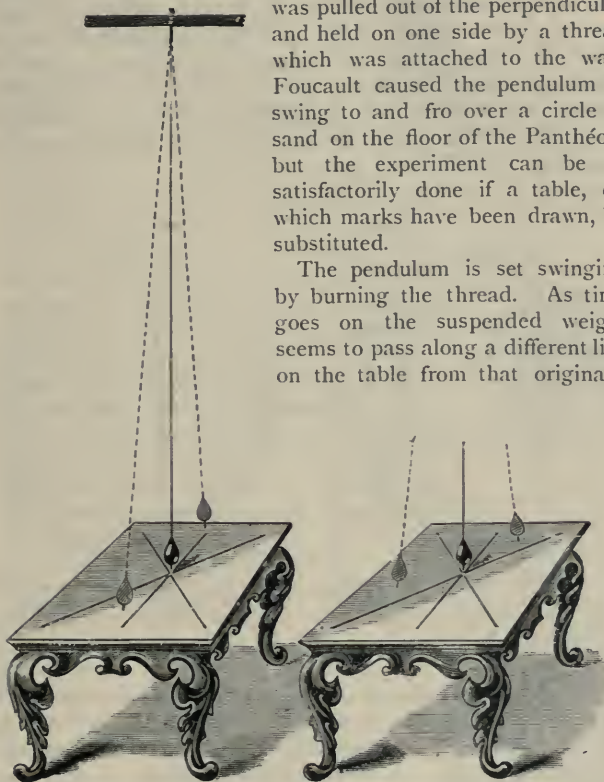 was pulled out of the perpendicul
and held on one side by a threa
which was attached to the wa
Foucault caused the pendulum
swing to and fro over a circle
sand on the floor of the Panthéo
but the experiment can be
satisfactorily done if a table,
which marks have been drawn,
substituted.
The pendulum is set swingi
by burning the thread. As ti
goes on the suspended weig
seems to pass along a different li
on the table from that origina